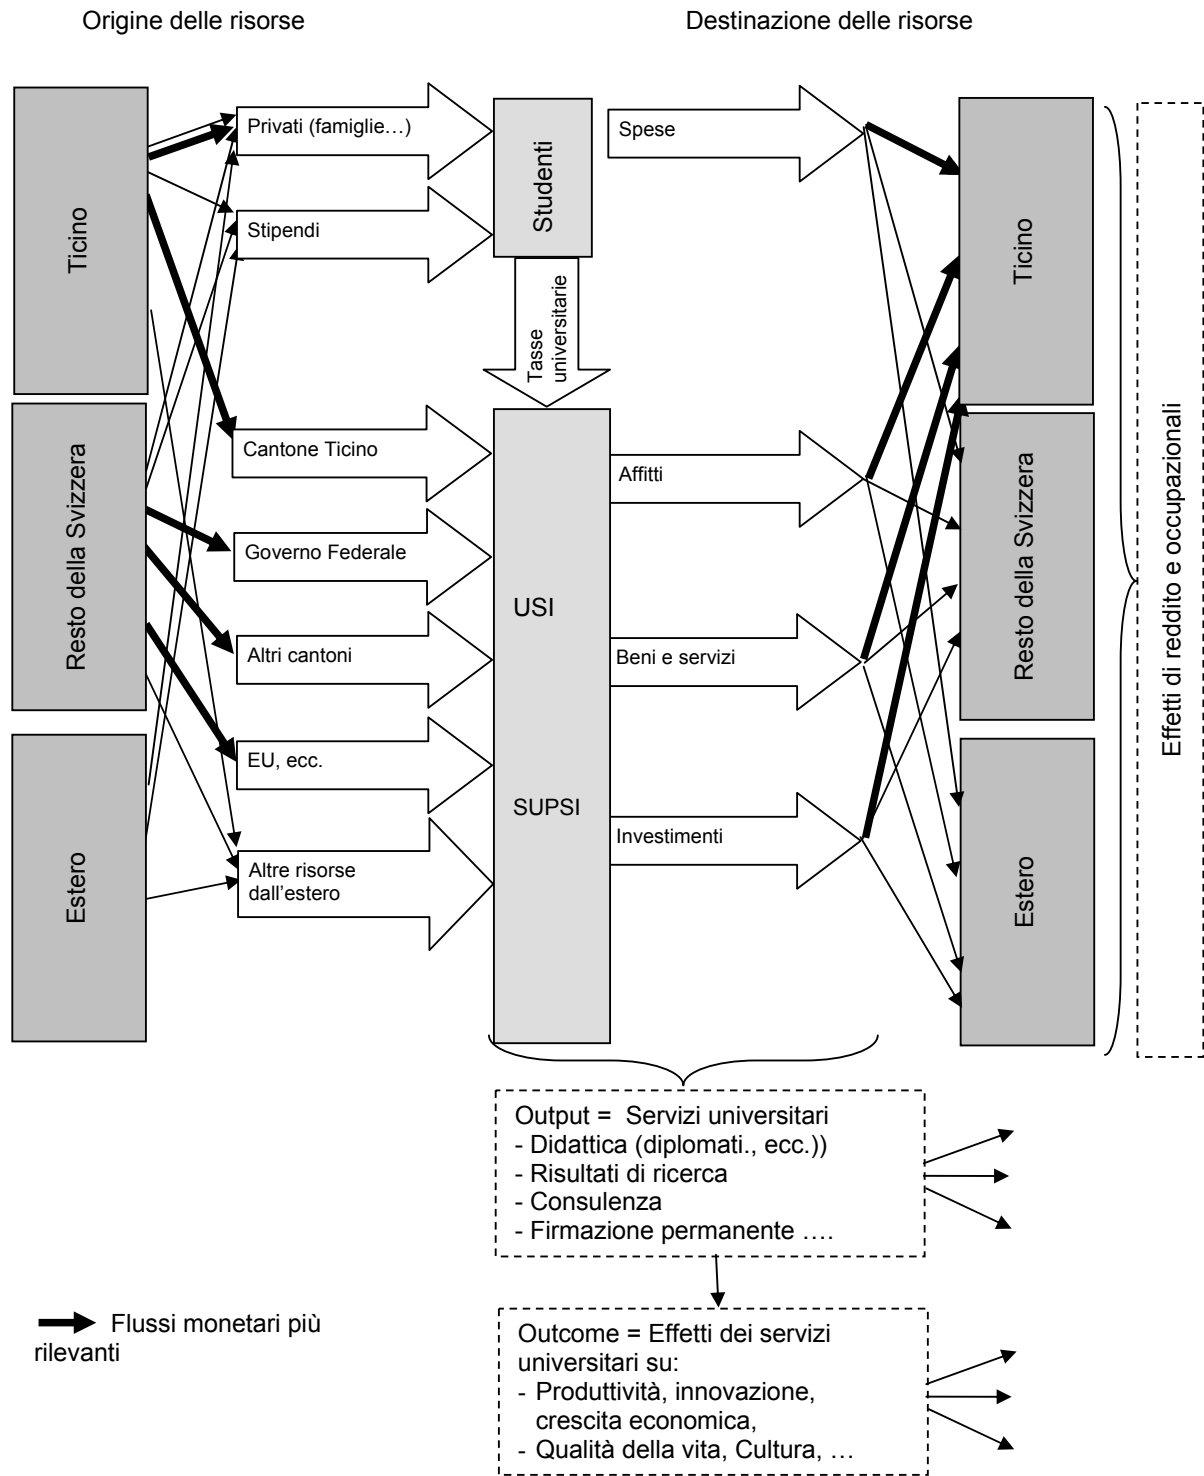 Origine delle risorse
Destinazione delle risorse
Ticino
Resto della Svizzera
Estero
Privati (famiglie…)
Stipendi
Cantone Ticino
Governo Federale
Altri cantoni
EU, ecc.
Altre risorse
dall'estero
Studenti
Tasse
universitarie
USI
SUPSI
Spese
Affitti
Beni e servizi
Investimenti
Ticino
Resto della Svizzera
Estero
Effetti di reddito e occupazionali
Output =  Servizi universitari
- Didattica (diplomati., ecc.))
- Risultati di ricerca
- Consulenza
- Firmazione permanente ….
Flussi monetari più
rilevanti
Outcome = Effetti dei servizi
universitari su:
- Produttività, innovazione,
crescita economica,
- Qualità della vita, Cultura, …